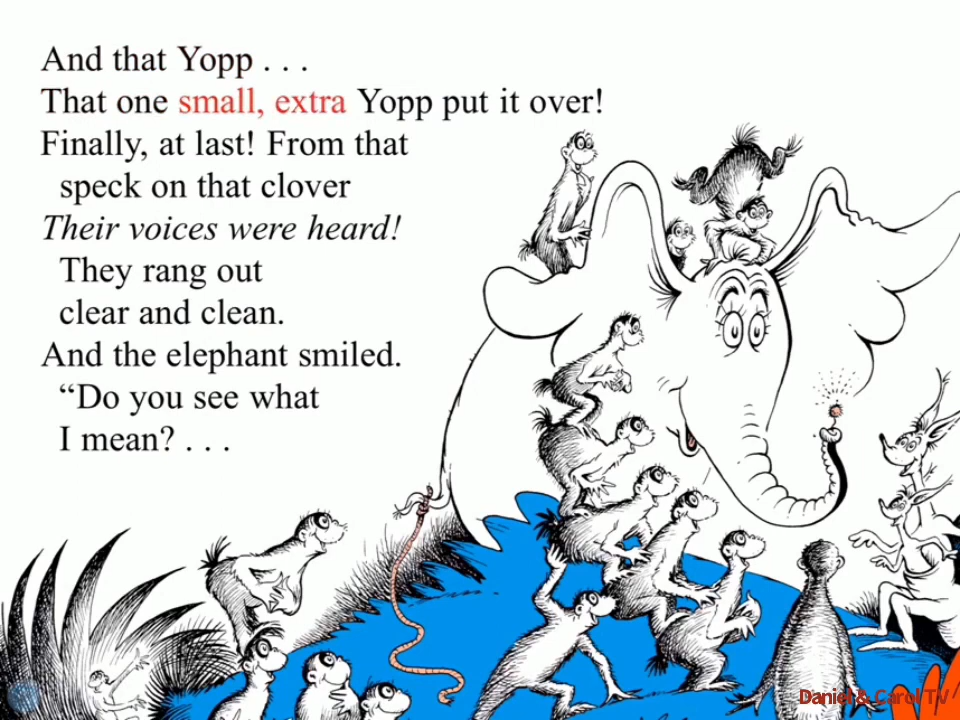 And that Yopp . . .
That one small, extra Yopp put it over!
Finally, at last! From that
speck on that clover
Their voices were heard!
They rang out
clear and clean.
And the elephant smiled.
“Do you see what
I mean? . . .
Daniel & Carol TV